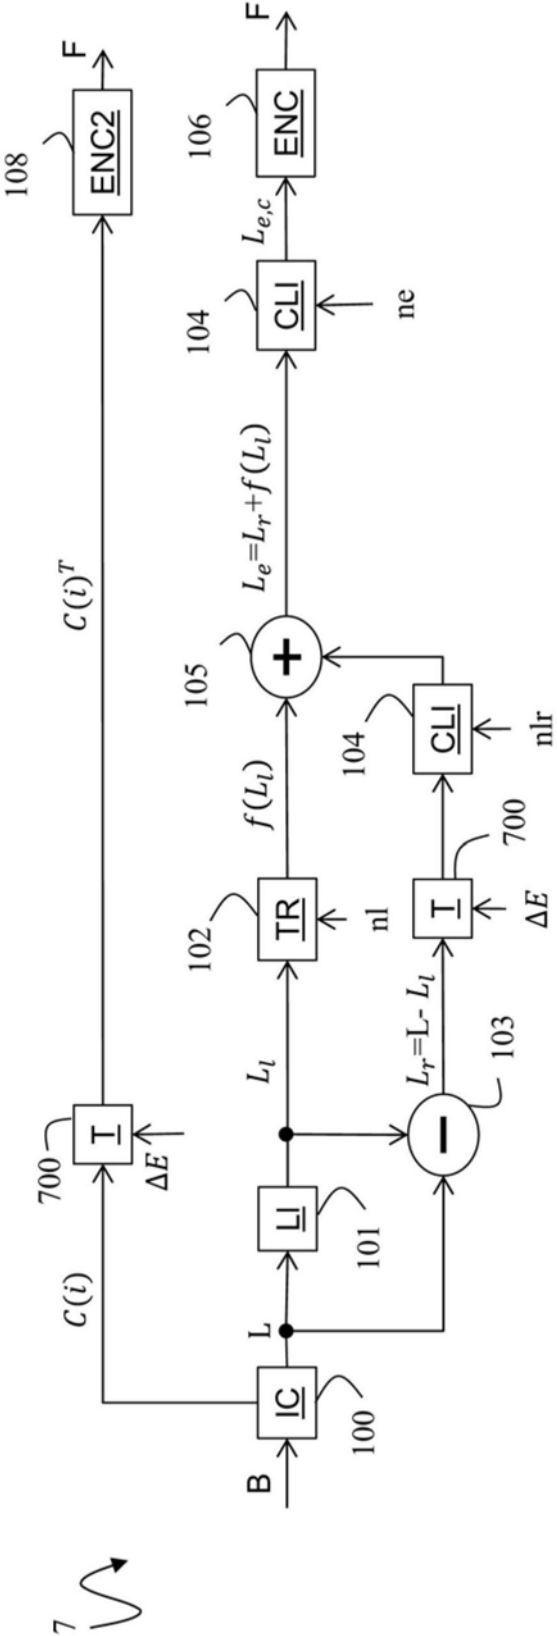 7
B
IC
100
L
C(i)
LI
101
L_l
700
T
ΔE
103
L_r=L- L_l
T
700
ΔE
102
TR
nl
f(L_l)
104
CLI
nlr
105
+
L_e=L_r+f(L_l)
C(i)^T
104
CLI
ne
L_{e,c}
106
ENC
F
108
ENC2
F